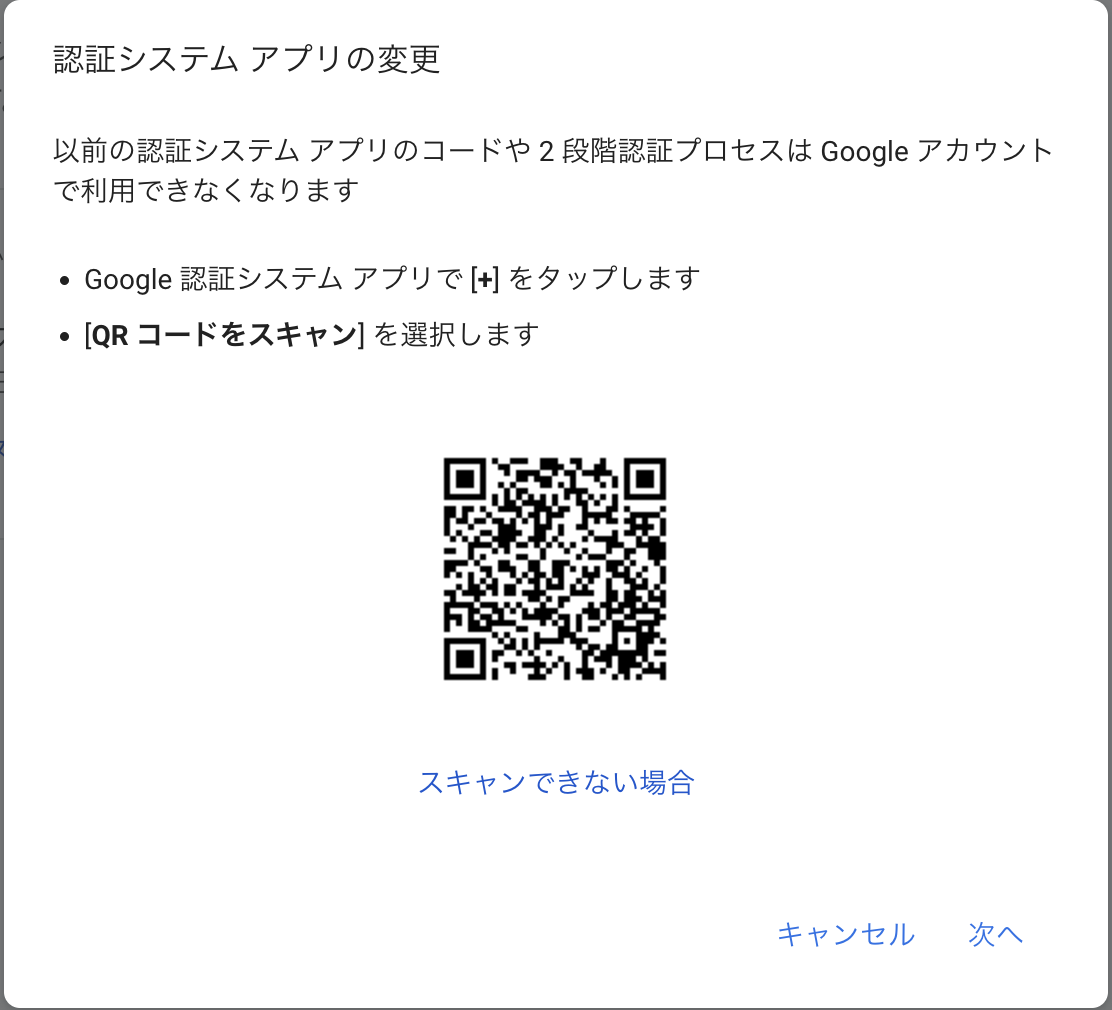 認証システム アプリの変更
以前の認証システム アプリのコードや 2 段階認証プロセスは Google アカウント
で利用できなくなります
• Google 認証システム アプリで [+] をタップします
• [QR コードをスキャン] を選択します
スキャンできない場合
キャンセル 次へ